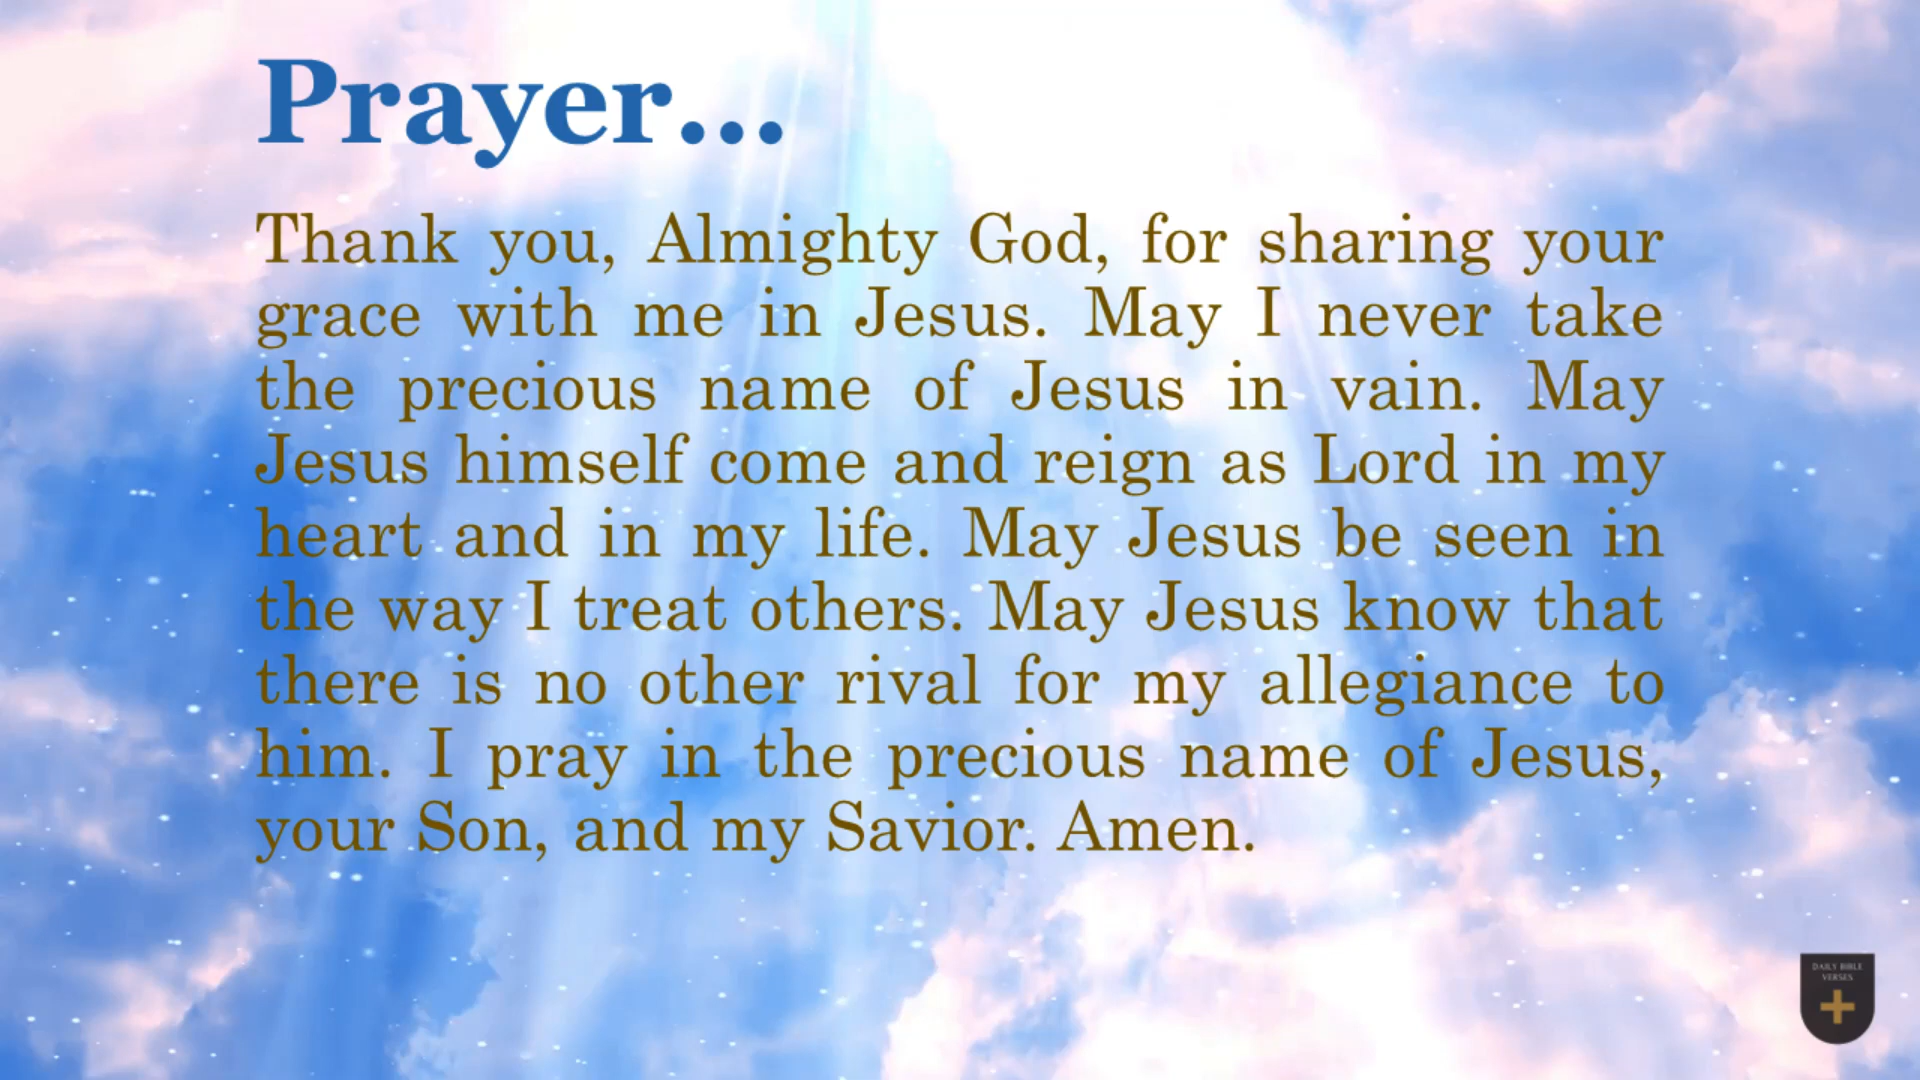 Prayer...
Thank you, Almighty God, for sharing your
grace with me in Jesus. May I never take
the precious name of Jesus in vain. May
Jesus himself come and reign as Lord in my
heart and in my life. May Jesus be seen in
the way I treat others. May Jesus know that
there is no other rival for my allegiance to
him. I pray in the precious name of Jesus,
your Son, and my Savior. Amen.
DAILY BIBLE
VERSES